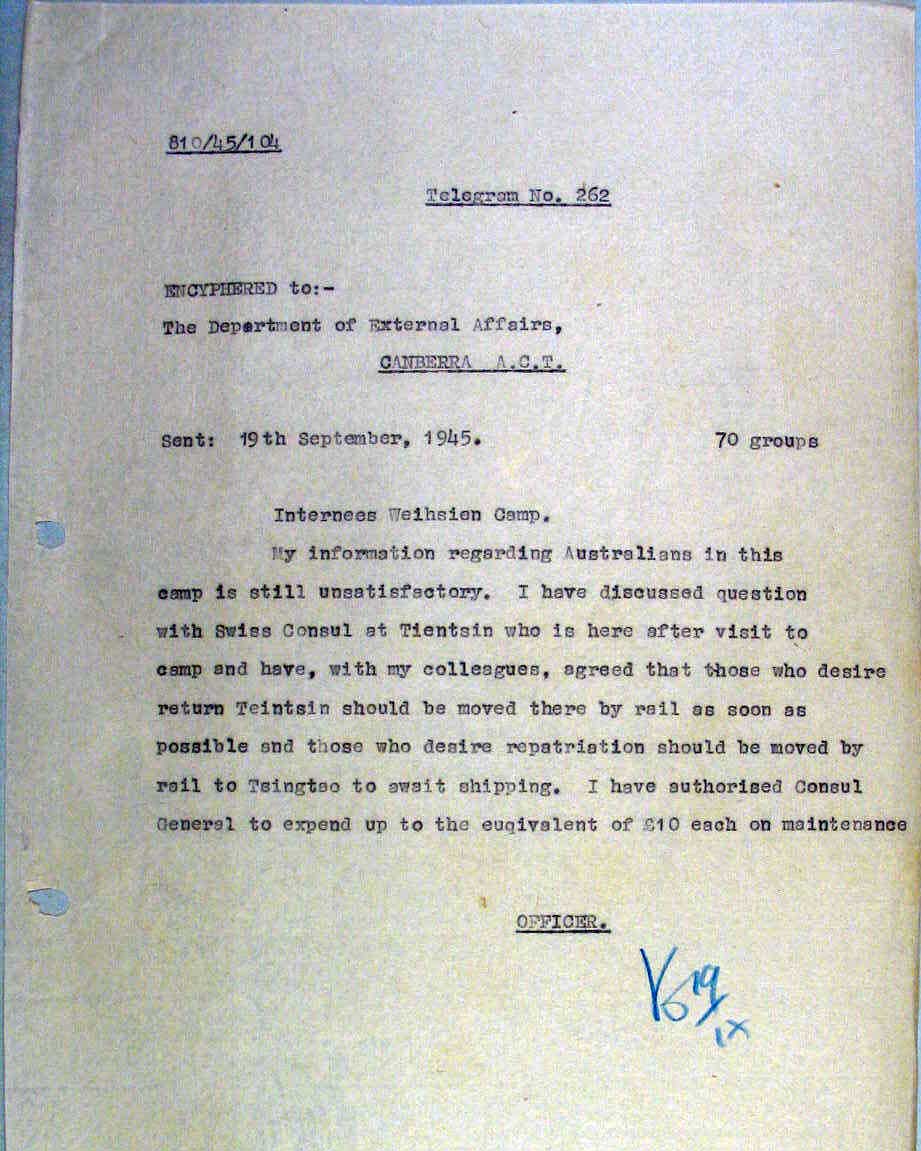 810/45/104
Telegram No. 262
ENCYPHERED to:-
The Department of External Affairs,
CANBERRA A.C.T.
Sent: 19th September, 1945. 70 groups
Internees Weihsien Camp.
My information regarding Australians in this
camp is still unsatisfactory. I have discussed question
with Swiss Consul at Tientsin who is here after visit to
camp and have, with my colleagues, agreed that those who desire
return Teintsin should be moved there by rail as soon as
possible and those who desire repatriation should be moved by
rail to Tsingtao to await shipping. I have authorised Consul
General to expend up to the euqivalent of £10 each on maintenance
OFFICER.
19
IX